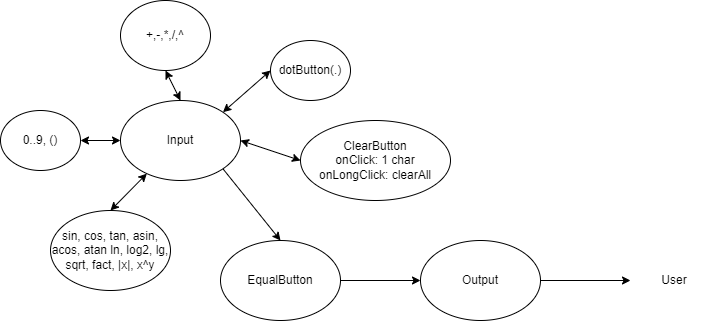 +,-,*,/,^
dotButton(.)
0..9, ()
Input
ClearButton
onClick: 1 char
onLongClick: clearAll
sin, cos, tan, asin,
acos, atan ln, log2, lg,
sqrt, fact, |x|, x^y
EqualButton
Output
User